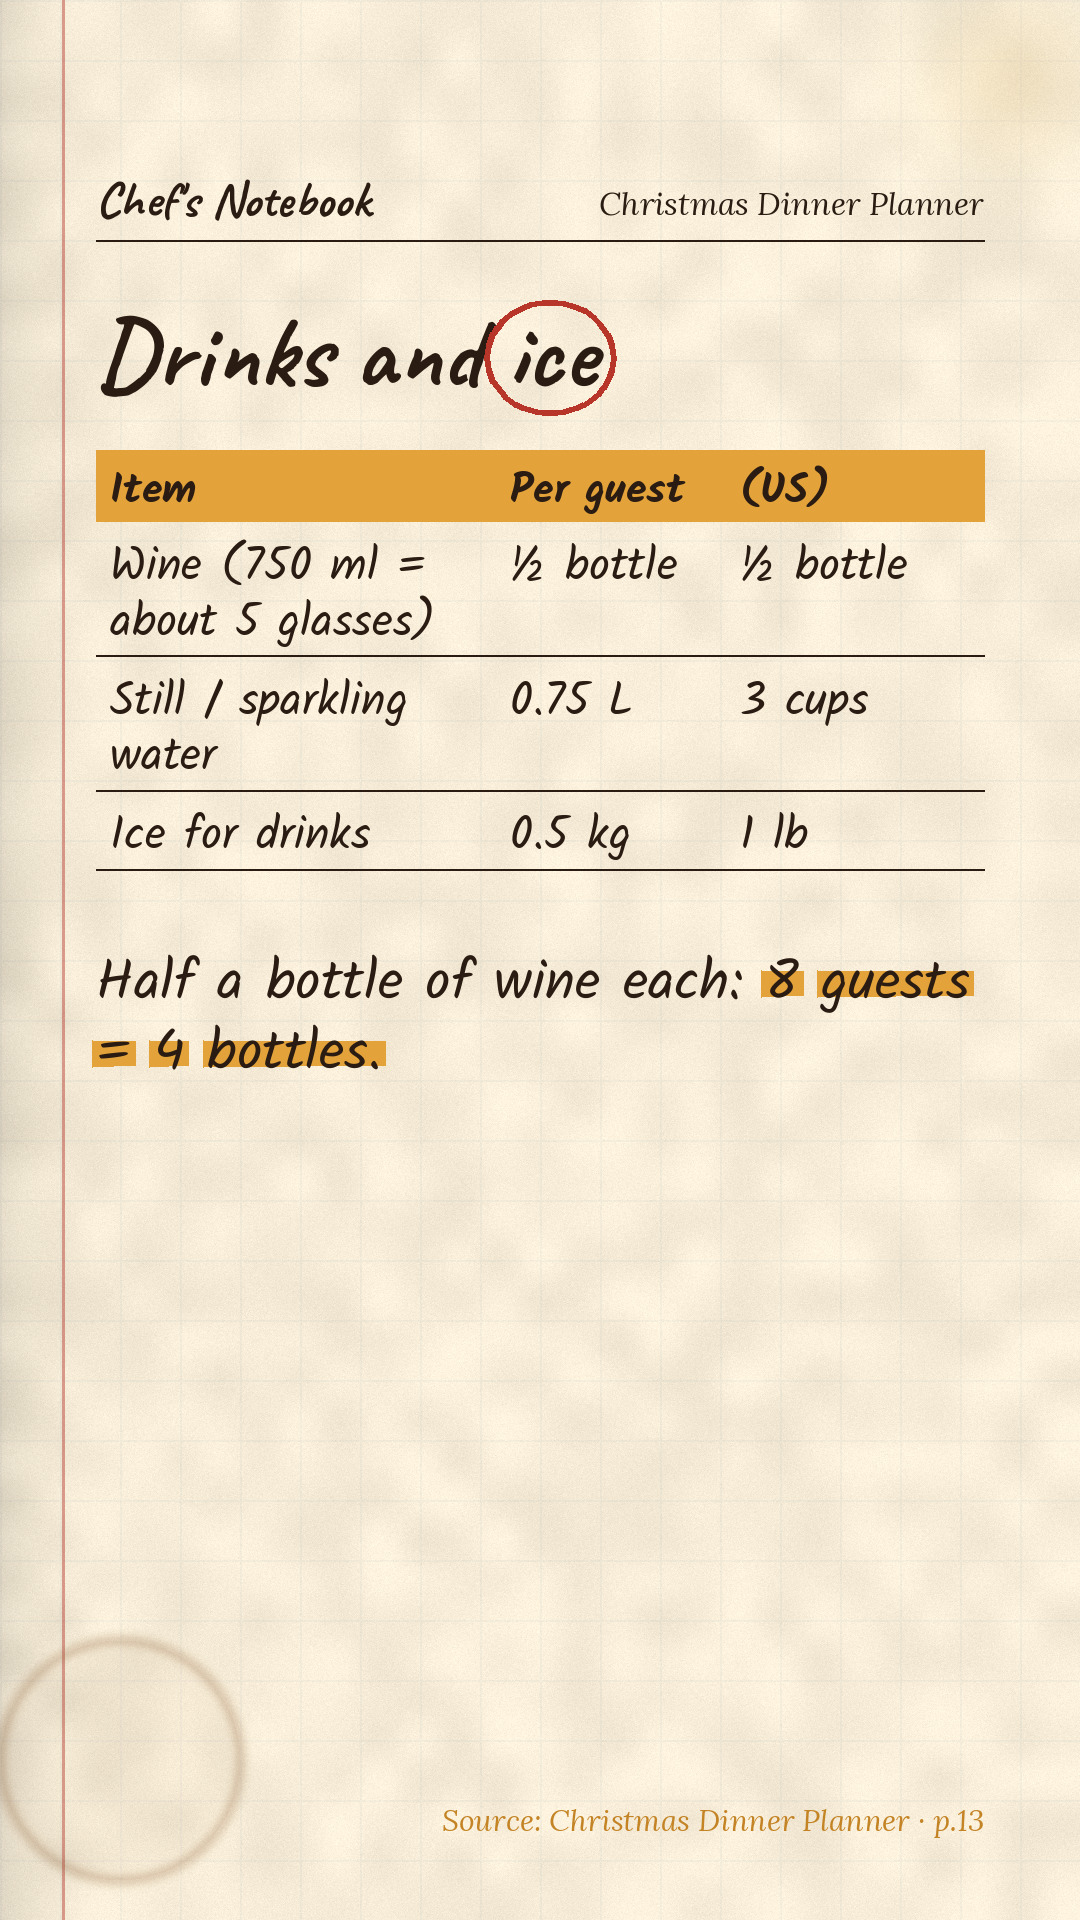 Chef's Notebook
Christmas Dinner Planner
Drinks and ice
Item Per guest (US)
Wine (750 ml = ½ bottle ½ bottle
about 5 glasses)
Still / sparkling 0.75 L 3 cups
water
Ice for drinks 0.5 kg 1 lb
Half a bottle of wine each: 8 guests
= 4 bottles.
Source: Christmas Dinner Planner · p.13